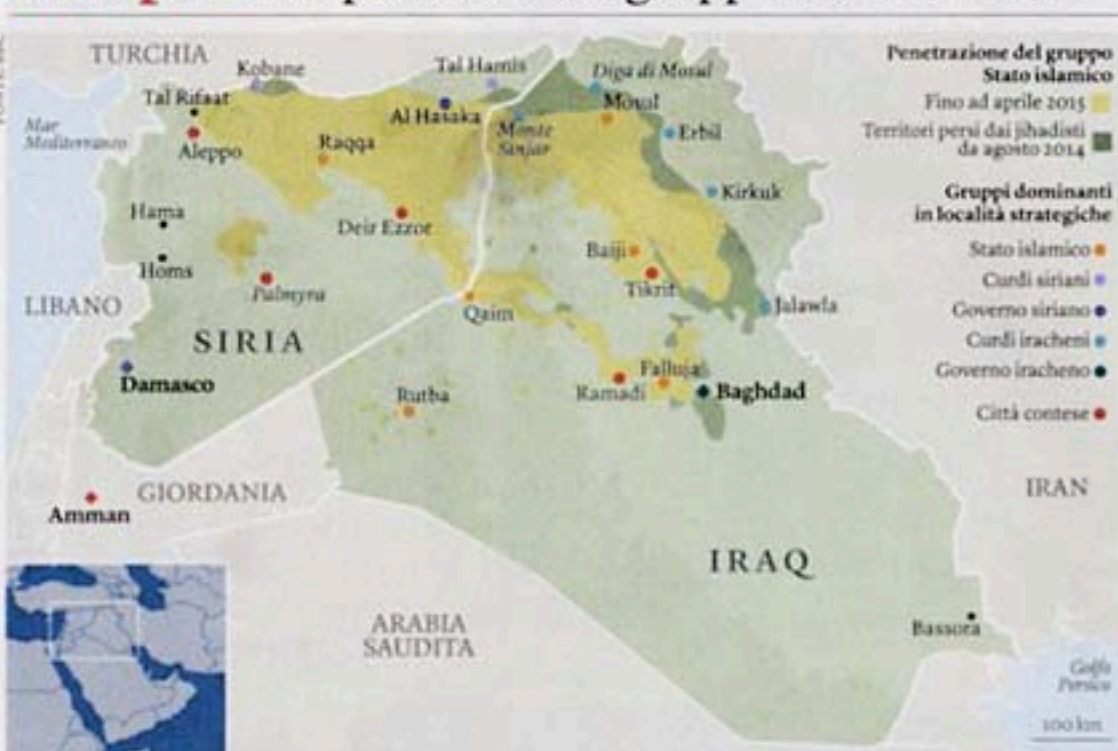 TURCHIA
Kobane
Tal Hamis
Diga di Mosul
Tal Rifaat
Al Hasaka
Mosul
Mar
Mediterraneo
Aleppo
Raqqa
Monte
Sinjar
Erbil
Kirkuk
Hama
Deir Ezzor
Homs
Palmyra
Baiji
Tikrit
Jalawla
LIBANO
Qaim
SIRIA
Damasco
Rutba
Ramadi
Falluja
Baghdad
GIORDANIA
Amman
IRAN
IRAQ
ARABIA
SAUDITA
Bassora
Golfo
Persico
100 km
Penetrazione del gruppo
Stato islamico
Fino ad aprile 2015
Territori persi dai jihadisti
da agosto 2014
Gruppi dominanti
in località strategiche
Stato islamico
Curdi siriani
Governo siriano
Curdi iracheni
Governo iracheno
Città contese